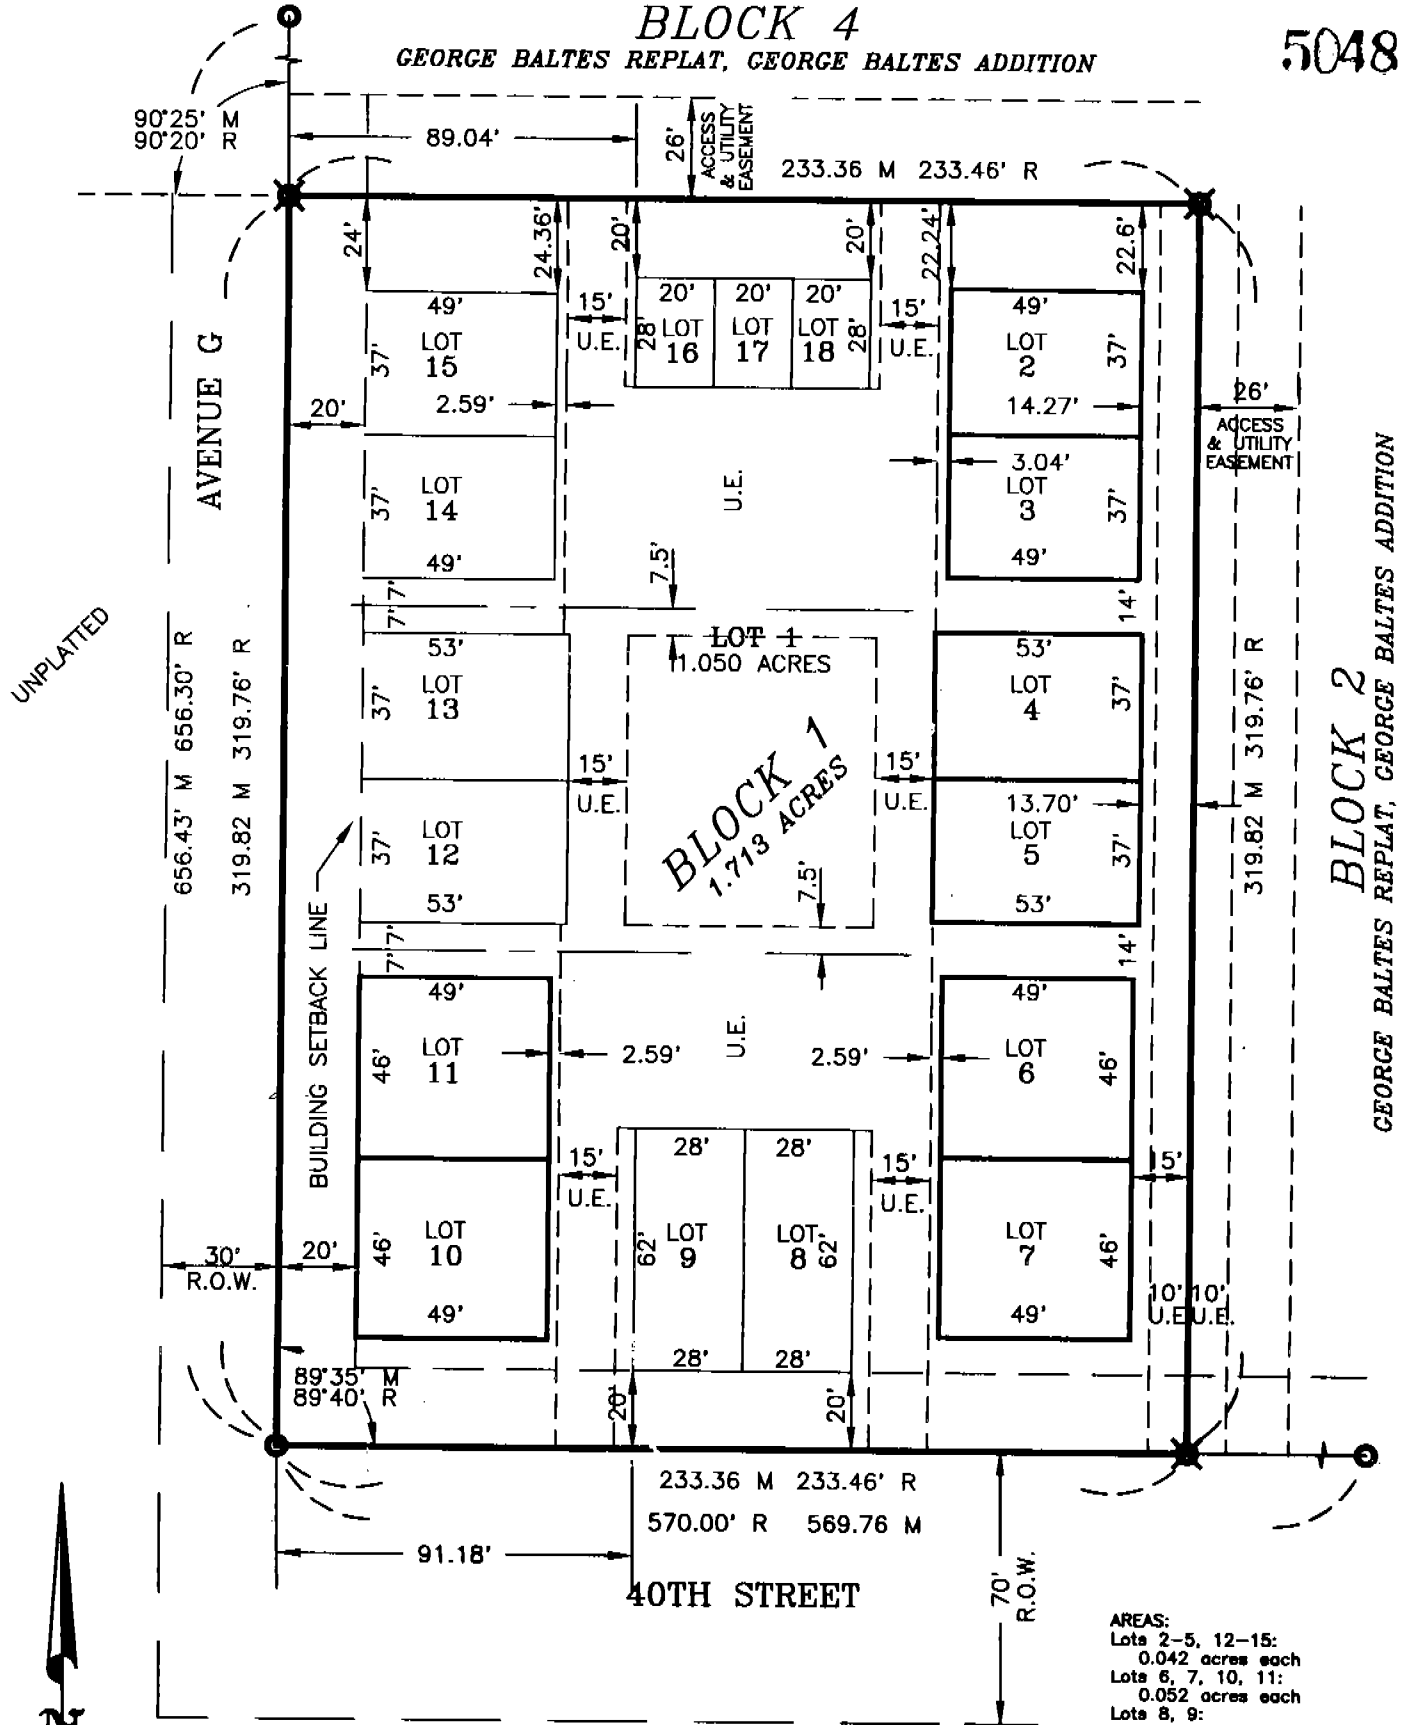 BLOCK 4
GEORGE BALTES REPLAT, GEORGE BALTES ADDITION
5048
90°25' M
90°20' R
89.04'
26'
ACCESS
& UTILITY
EASEMENT
233.36 M 233.46' R
24'
24.36'
20'
20'
22.24'
22.6'
49'
LOT
15
37'
2.59'
15'
U.E.
20'
20'
20'
28'
LOT
16
LOT
17
LOT
18
28'
15'
U.E.
49'
LOT
2
37'
14.27'
26'
ACCESS
& UTILITY
EASEMENT
AVENUE G
20'
LOT
14
37'
49'
U.E.
3.04'
LOT
3
37'
49'
7.5'
7' 7'
14'
UNPLATTED
656.43' M 656.30' R
319.82 M 319.76' R
53'
LOT
13
37'
LOT 1
1.050 ACRES
53'
LOT
4
37'
319.82 M 319.76' R
BLOCK 2
GEORGE BALTES REPLAT, GEORGE BALTES ADDITION
15'
U.E.
BLOCK 1
1.713 ACRES
15'
U.E.
13.70'
LOT
12
37'
53'
LOT
5
37'
53'
7.5'
7' 7'
14'
BUILDING SETBACK LINE
49'
LOT
11
46'
2.59'
U.E.
2.59'
49'
LOT
6
46'
28'
28'
15'
U.E.
15'
U.E.
15'
LOT
10
46'
49'
LOT
9
62'
LOT
8
62'
LOT
7
46'
49'
30'
R.O.W.
20'
10' 10'
U.E. U.E.
28'
28'
89°35' M
89°40' R
20'
20'
233.36 M 233.46' R
570.00' R 569.76 M
91.18'
40TH STREET
70'
R.O.W.
N
AREAS:
Lots 2-5, 12-15:
0.042 acres each
Lots 6, 7, 10, 11:
0.052 acres each
Lots 8, 9: